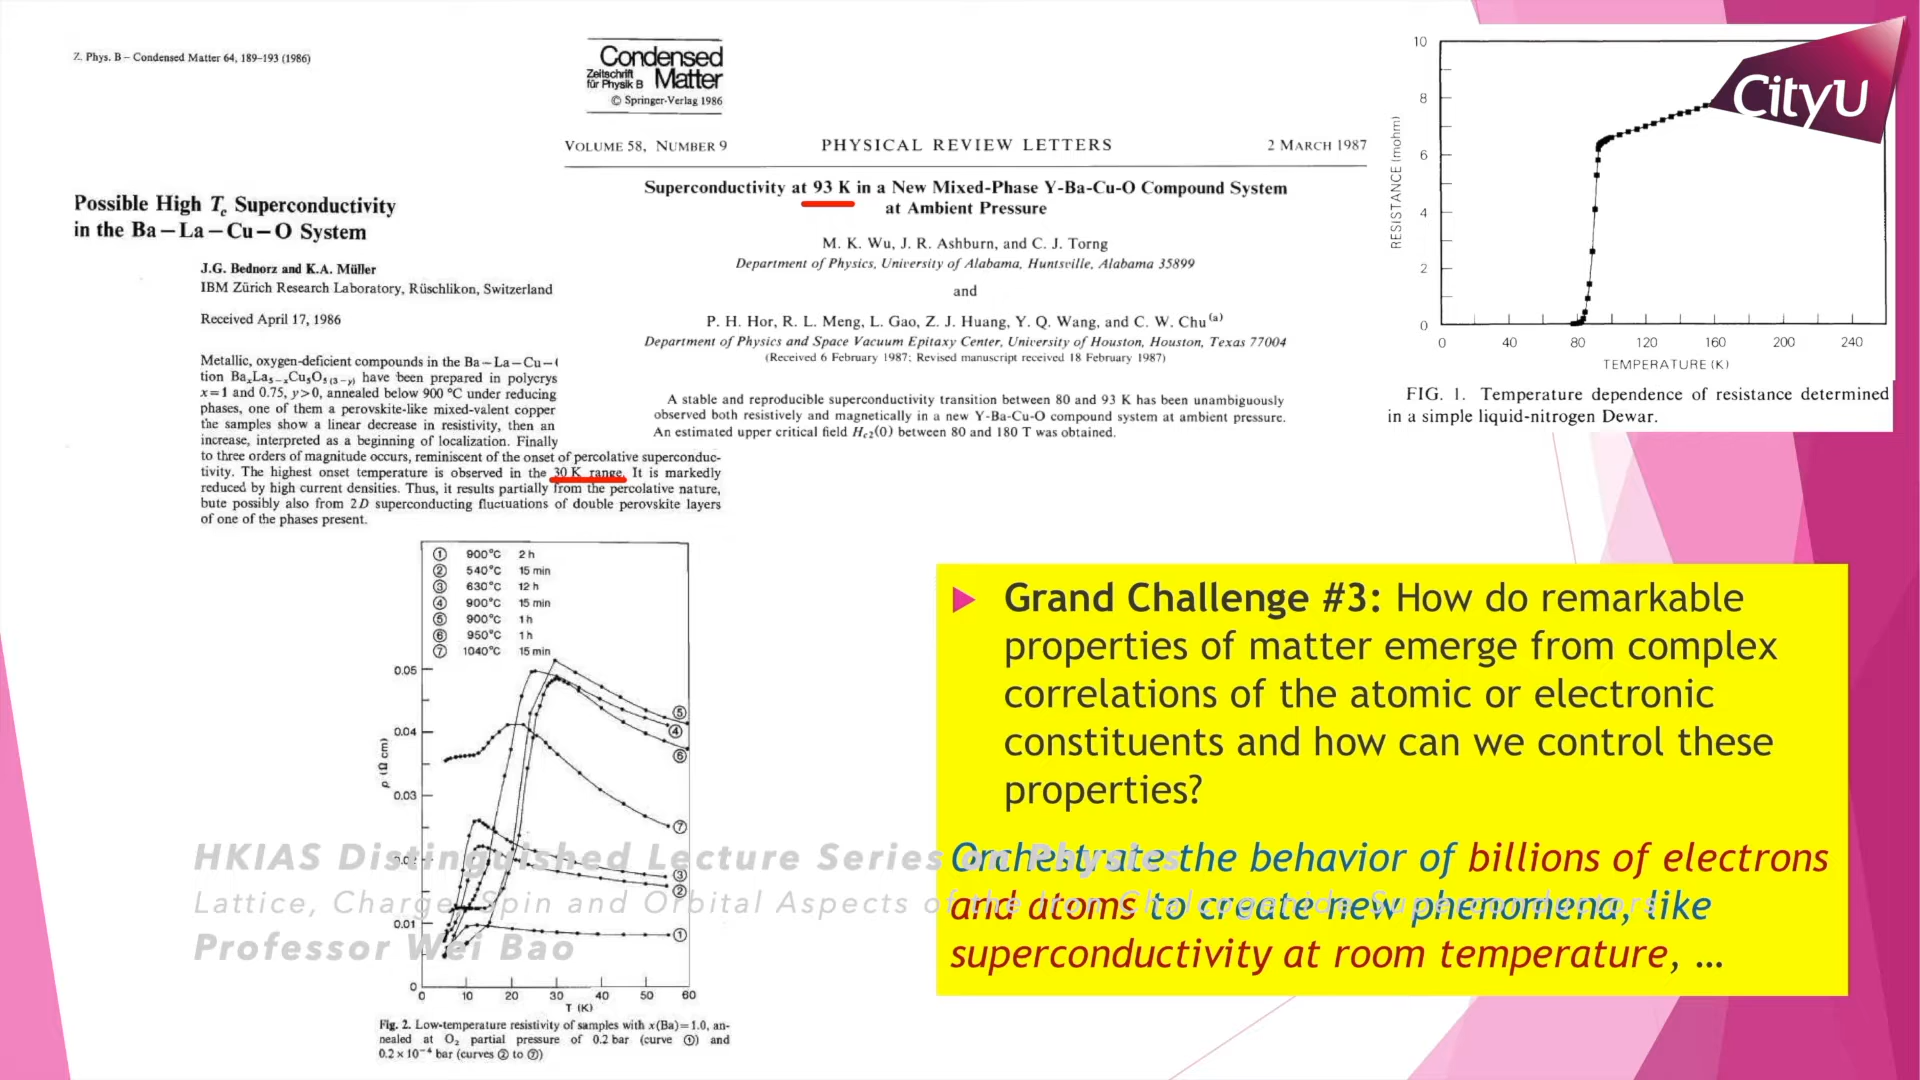 Z. Phys. B – Condensed Matter 64, 189–193 (1986)
Condensed
Zeitschrift
für Physik B
Matter
© Springer-Verlag 1986
Possible High Tc Superconductivity
in the Ba – La – Cu – O System
J.G. Bednorz and K.A. Müller
IBM Zürich Research Laboratory, Rüschlikon, Switzerland
Received April 17, 1986
Metallic, oxygen-deficient compounds in the Ba – La – Cu –
tion BaxLa5−xCu5O5(3−y) have been prepared in polycrys
x=1 and 0.75, y>0, annealed below 900 °C under reducing
phases, one of them a perovskite-like mixed-valent copper
the samples show a linear decrease in resistivity, then an
increase, interpreted as a beginning of localization. Finally
to three orders of magnitude occurs, reminiscent of the onset of percolative superconduc-
tivity. The highest onset temperature is observed in the 30 K range. It is markedly
reduced by high current densities. Thus, it results partially from the percolative nature,
bute possibly also from 2D superconducting fluctuations of double perovskite layers
of one of the phases present.
VOLUME 58, NUMBER 9
PHYSICAL REVIEW LETTERS
2 MARCH 1987
Superconductivity at 93 K in a New Mixed-Phase Y-Ba-Cu-O Compound System
at Ambient Pressure
M. K. Wu, J. R. Ashburn, and C. J. Torng
Department of Physics, University of Alabama, Huntsville, Alabama 35899
and
P. H. Hor, R. L. Meng, L. Gao, Z. J. Huang, Y. Q. Wang, and C. W. Chu (a)
Department of Physics and Space Vacuum Epitaxy Center, University of Houston, Houston, Texas 77004
(Received 6 February 1987; Revised manuscript received 18 February 1987)
A stable and reproducible superconductivity transition between 80 and 93 K has been unambiguously
observed both resistively and magnetically in a new Y-Ba-Cu-O compound system at ambient pressure.
An estimated upper critical field Hc2(0) between 80 and 180 T was obtained.
CityU
10
8
6
4
2
0
RESISTANCE (mohm)
0 40 80 120 160 200 240
TEMPERATURE (K)
FIG. 1. Temperature dependence of resistance determined
in a simple liquid-nitrogen Dewar.
① 900°C 2 h
② 540°C 15 min
③ 630°C 12 h
④ 900°C 15 min
⑤ 900°C 1 h
⑥ 950°C 1 h
⑦ 1040°C 15 min
0.05
0.04
0.03
0.02
0.01
0
ρ (Ω cm)
⑤
④
⑥
⑦
③
②
①
0 10 20 30 40 50 60
T (K)
Fig. 2. Low-temperature resistivity of samples with x(Ba)=1.0, an-
nealed at O2 partial pressure of 0.2 bar (curve ①) and
0.2 × 10−4 bar (curves ② to ⑦)
Grand Challenge #3: How do remarkable
properties of matter emerge from complex
correlations of the atomic or electronic
constituents and how can we control these
properties?
Orchestrate the behavior of billions of electrons
and atoms to create new phenomena, like
superconductivity at room temperature, ...
HKIAS Distinguished Lecture Series on Physics
Lattice, Charge, Spin and Orbital Aspects of the Iron Chalcogenide Superconductors
Professor Wei Bao